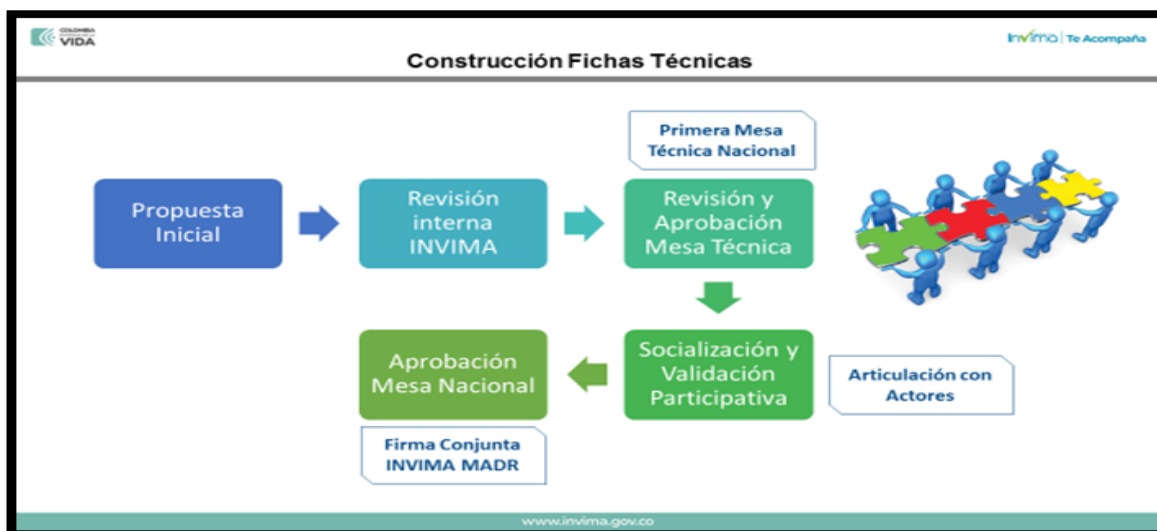 COLOMBIA
VIDA
Invima Te Acompaña
Construcción Fichas Técnicas
Primera Mesa
Técnica Nacional
Propuesta
Inicial
Revisión
interna
INVIMA
Revisión y
Aprobación
Mesa Técnica
Aprobación
Mesa Nacional
Socialización y
Validación
Participativa
Articulación con
Actores
Firma Conjunta
INVIMA MADR
www.invima.gov.co